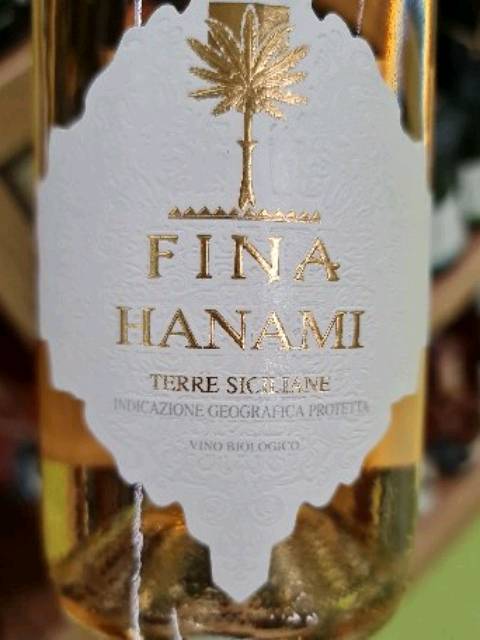 FINA
HANAMI
TERRE SICILIANE
INDICAZIONE GEOGRAFICA PROTETTA
VINO BIOLOGICO